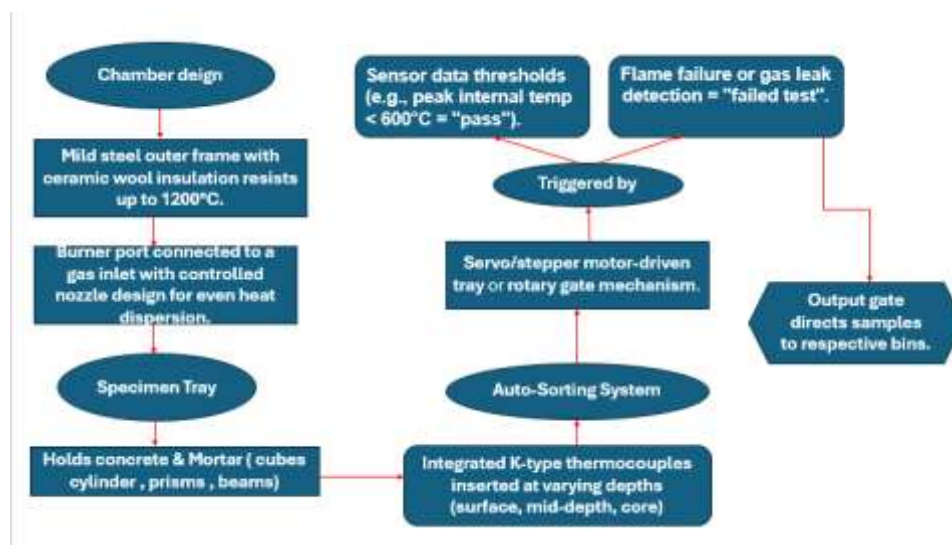 Chamber deign
Mild steel outer frame with
ceramic wool insulation resists
up to 1200°C.
Burner port connected to a
gas inlet with controlled
nozzle design for even heat
dispersion.
Specimen Tray
Holds concrete & Mortar ( cubes
cylinder , prisms , beams)
Integrated K-type thermocouples
inserted at varying depths
(surface, mid-depth, core)
Auto-Sorting System
Servo/stepper motor-driven
tray or rotary gate mechanism.
Triggered by
Sensor data thresholds
(e.g., peak internal temp
< 600°C = "pass").
Flame failure or gas leak
detection = "failed test".
Output gate
directs samples
to respective bins.